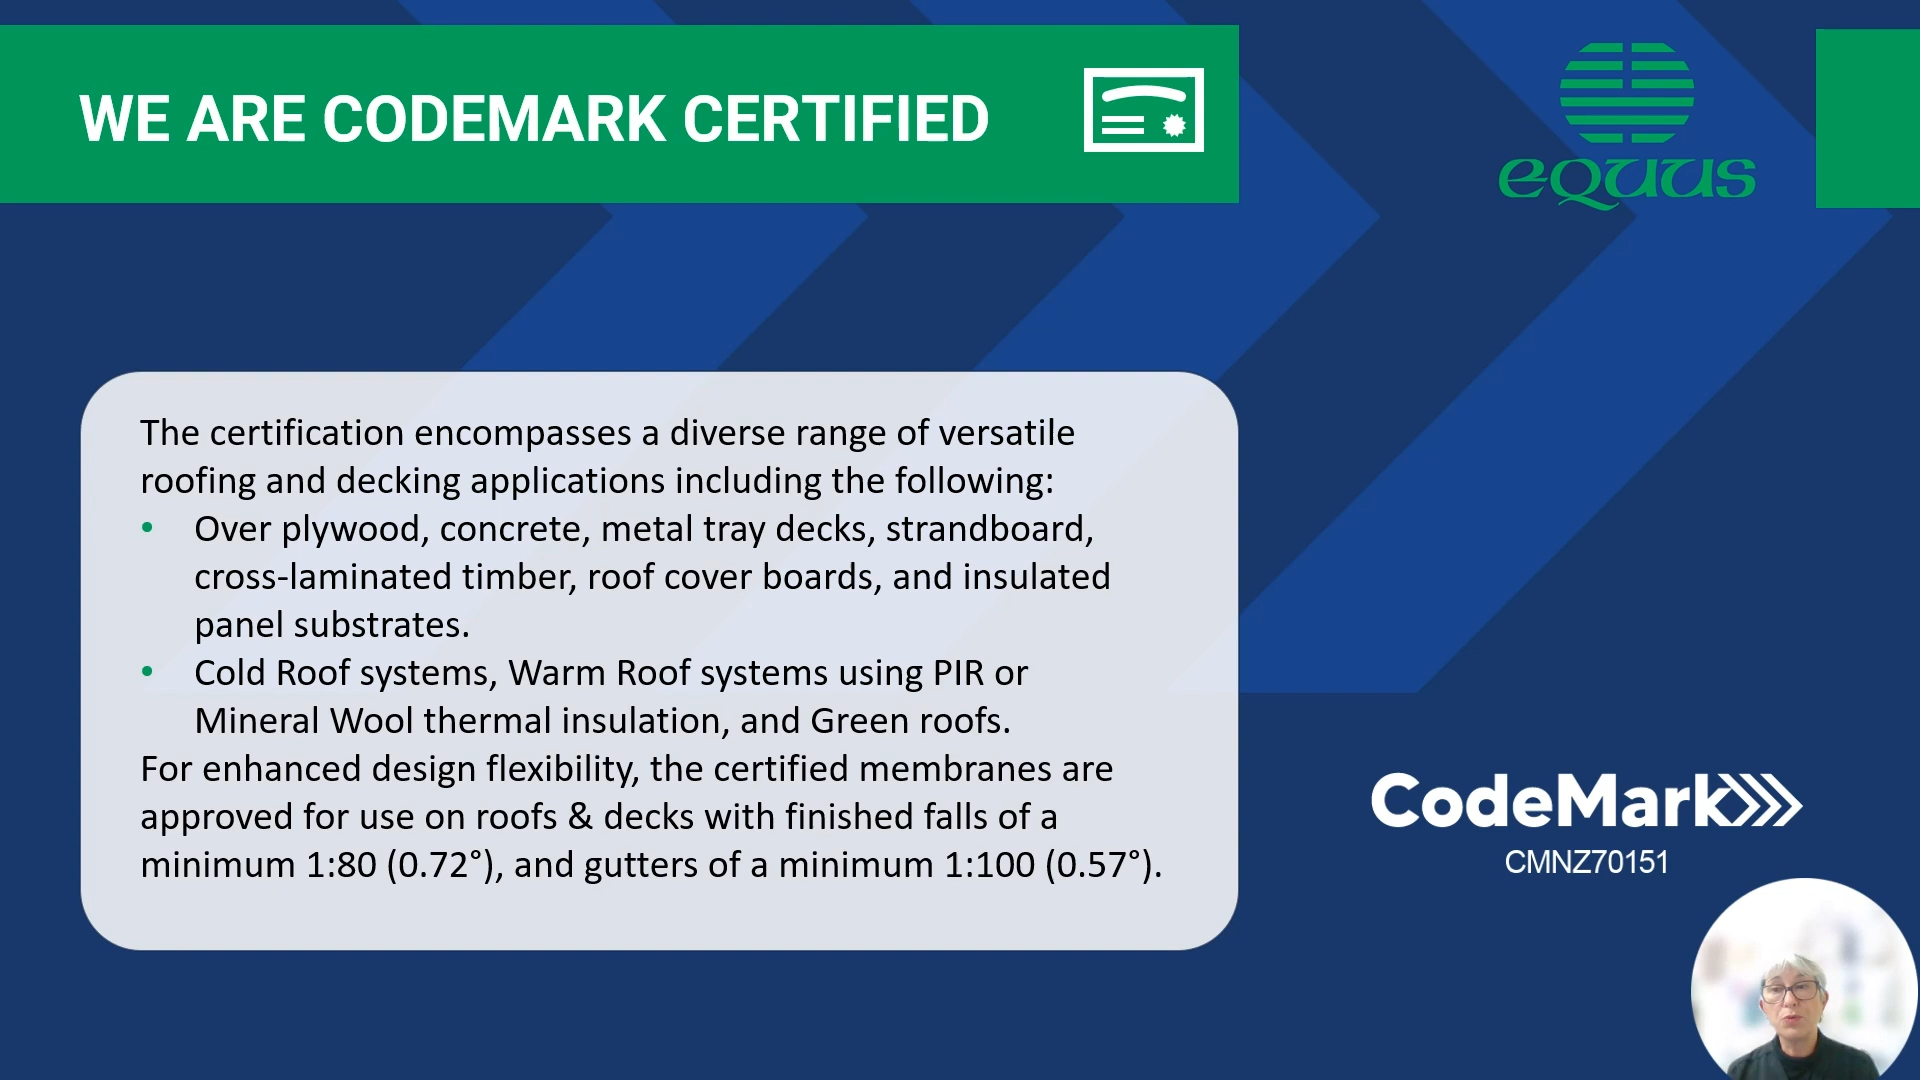 WE ARE CODEMARK CERTIFIED
equus
The certification encompasses a diverse range of versatile
roofing and decking applications including the following:
• Over plywood, concrete, metal tray decks, strandboard,
cross-laminated timber, roof cover boards, and insulated
panel substrates.
• Cold Roof systems, Warm Roof systems using PIR or
Mineral Wool thermal insulation, and Green roofs.
For enhanced design flexibility, the certified membranes are
approved for use on roofs & decks with finished falls of a
minimum 1:80 (0.72°), and gutters of a minimum 1:100 (0.57°).
CodeMark
CMNZ70151